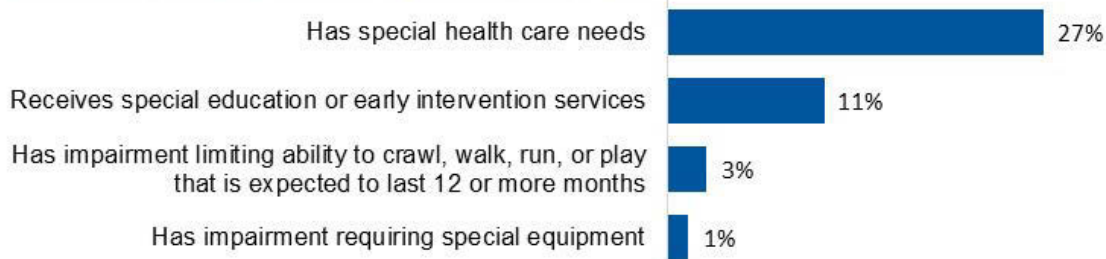 Has special health care needs 27%
Receives special education or early intervention services 11%
Has impairment limiting ability to crawl, walk, run, or play
that is expected to last 12 or more months 3%
Has impairment requiring special equipment 1%